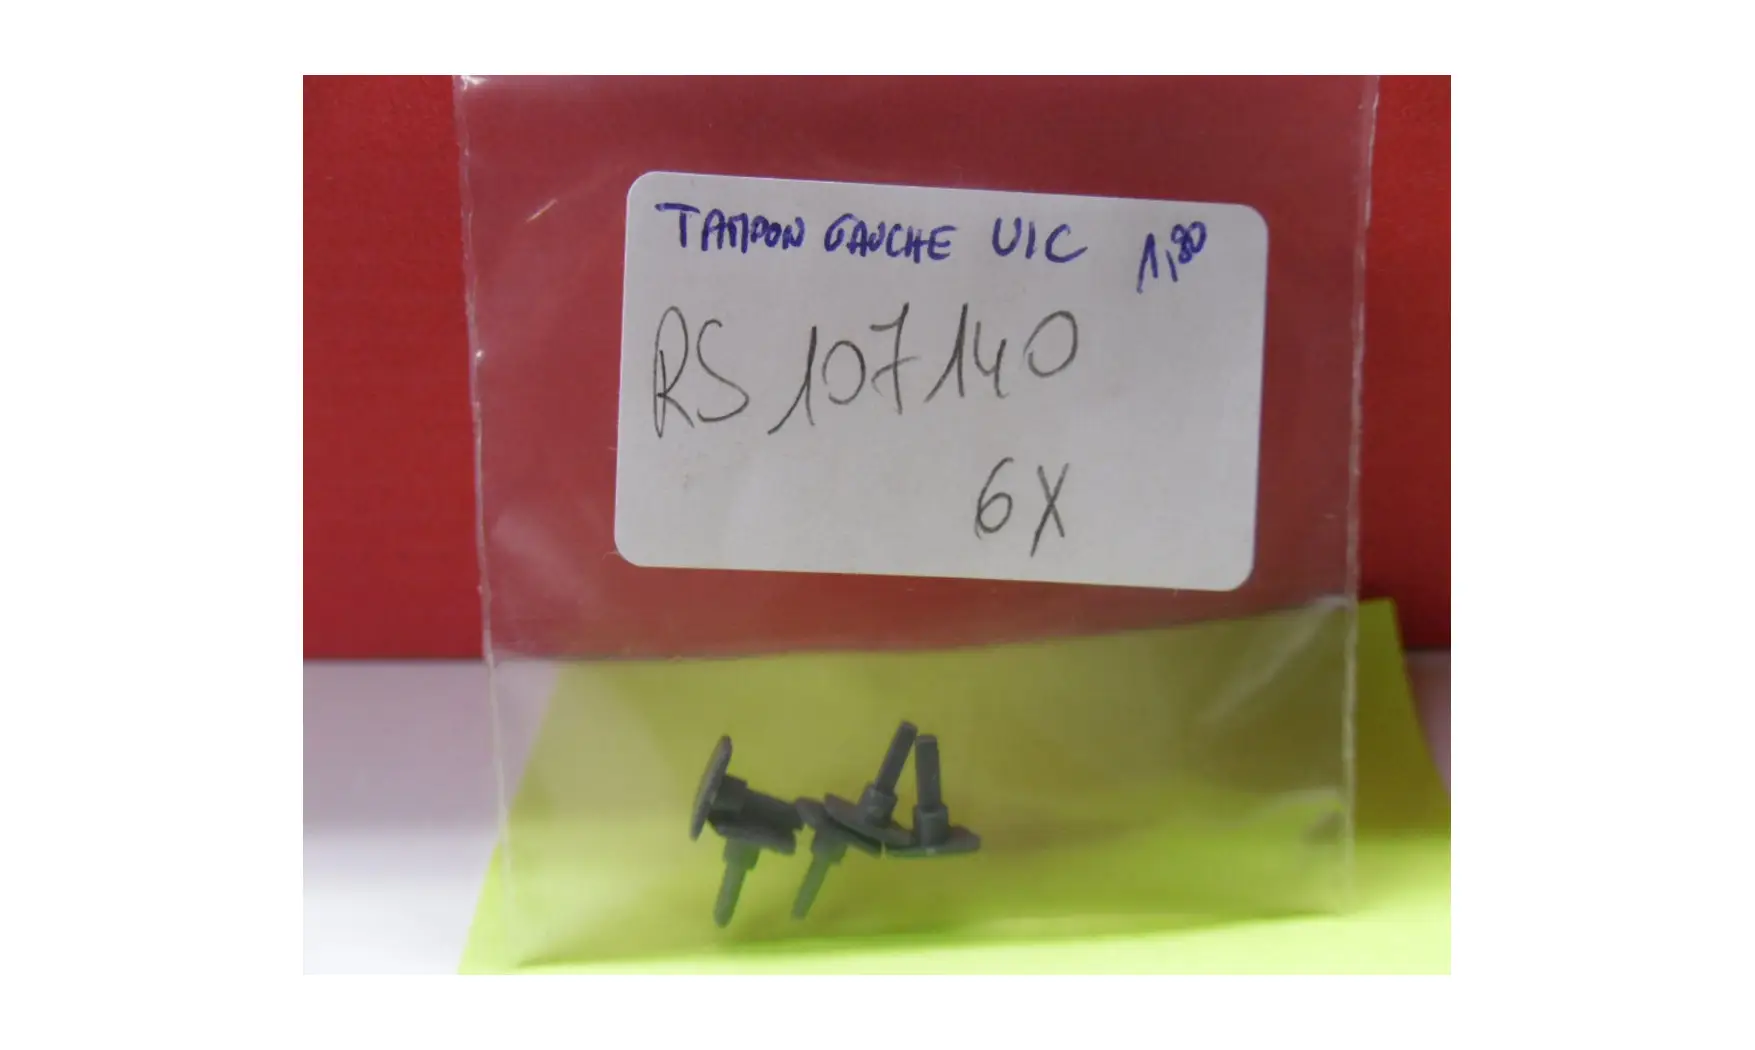 TAMPON GAUCHE UIC 1,80
RS 107140
6X